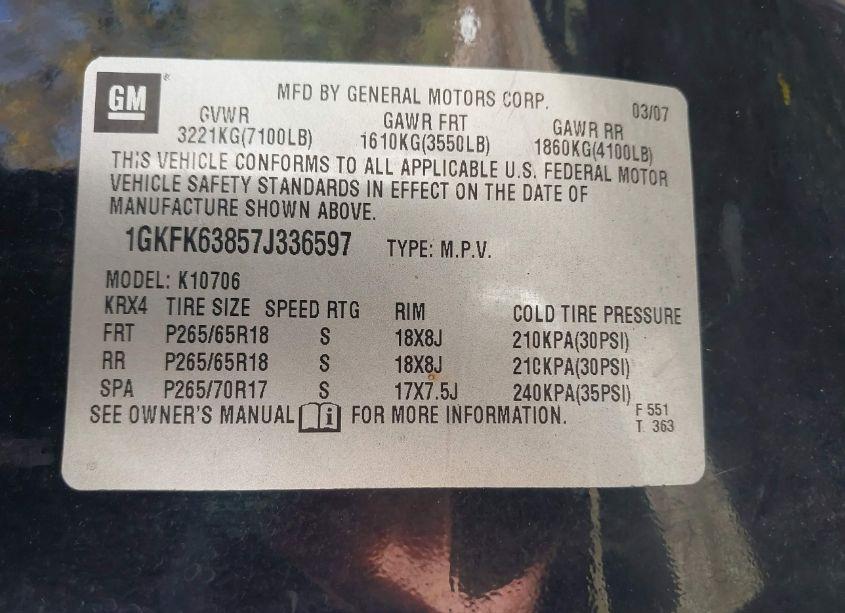 GM
MFD BY GENERAL MOTORS CORP. 03/07
GVWR GAWR FRT GAWR RR
3221KG(7100LB) 1610KG(3550LB) 1860KG(4100LB)
THIS VEHICLE CONFORMS TO ALL APPLICABLE U.S. FEDERAL MOTOR
VEHICLE SAFETY STANDARDS IN EFFECT ON THE DATE OF
MANUFACTURE SHOWN ABOVE.
1GKFK63857J336597 TYPE: M.P.V.
MODEL: K10706
KRX4 TIRE SIZE SPEED RTG RIM COLD TIRE PRESSURE
FRT P265/65R18 S 18X8J 210KPA(30PSI)
RR P265/65R18 S 18X8J 210KPA(30PSI)
SPA P265/70R17 S 17X7.5J 240KPA(35PSI)
SEE OWNER'S MANUAL i FOR MORE INFORMATION.
F 551
T 363